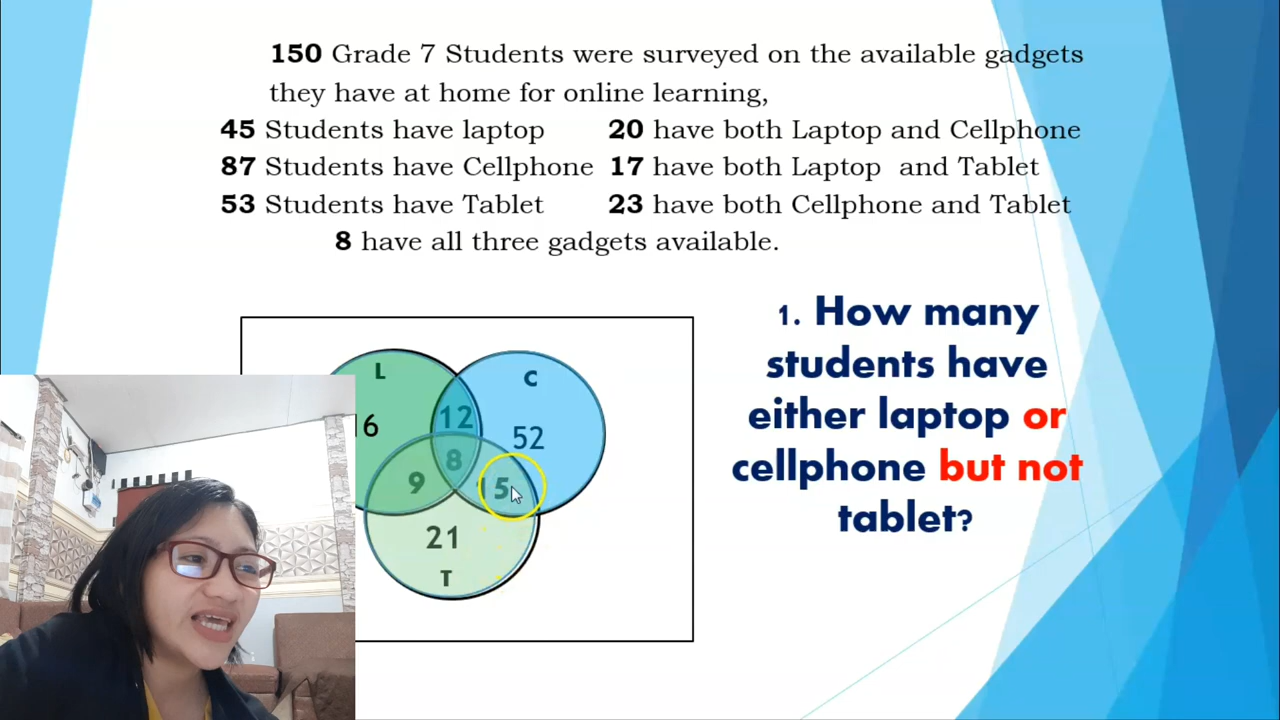 150 Grade 7 Students were surveyed on the available gadgets
they have at home for online learning,
45 Students have laptop 20 have both Laptop and Cellphone
87 Students have Cellphone 17 have both Laptop and Tablet
53 Students have Tablet 23 have both Cellphone and Tablet
8 have all three gadgets available.
1. How many
students have
either laptop or
cellphone but not
tablet?
L
C
16
12
52
8
9
15
21
T